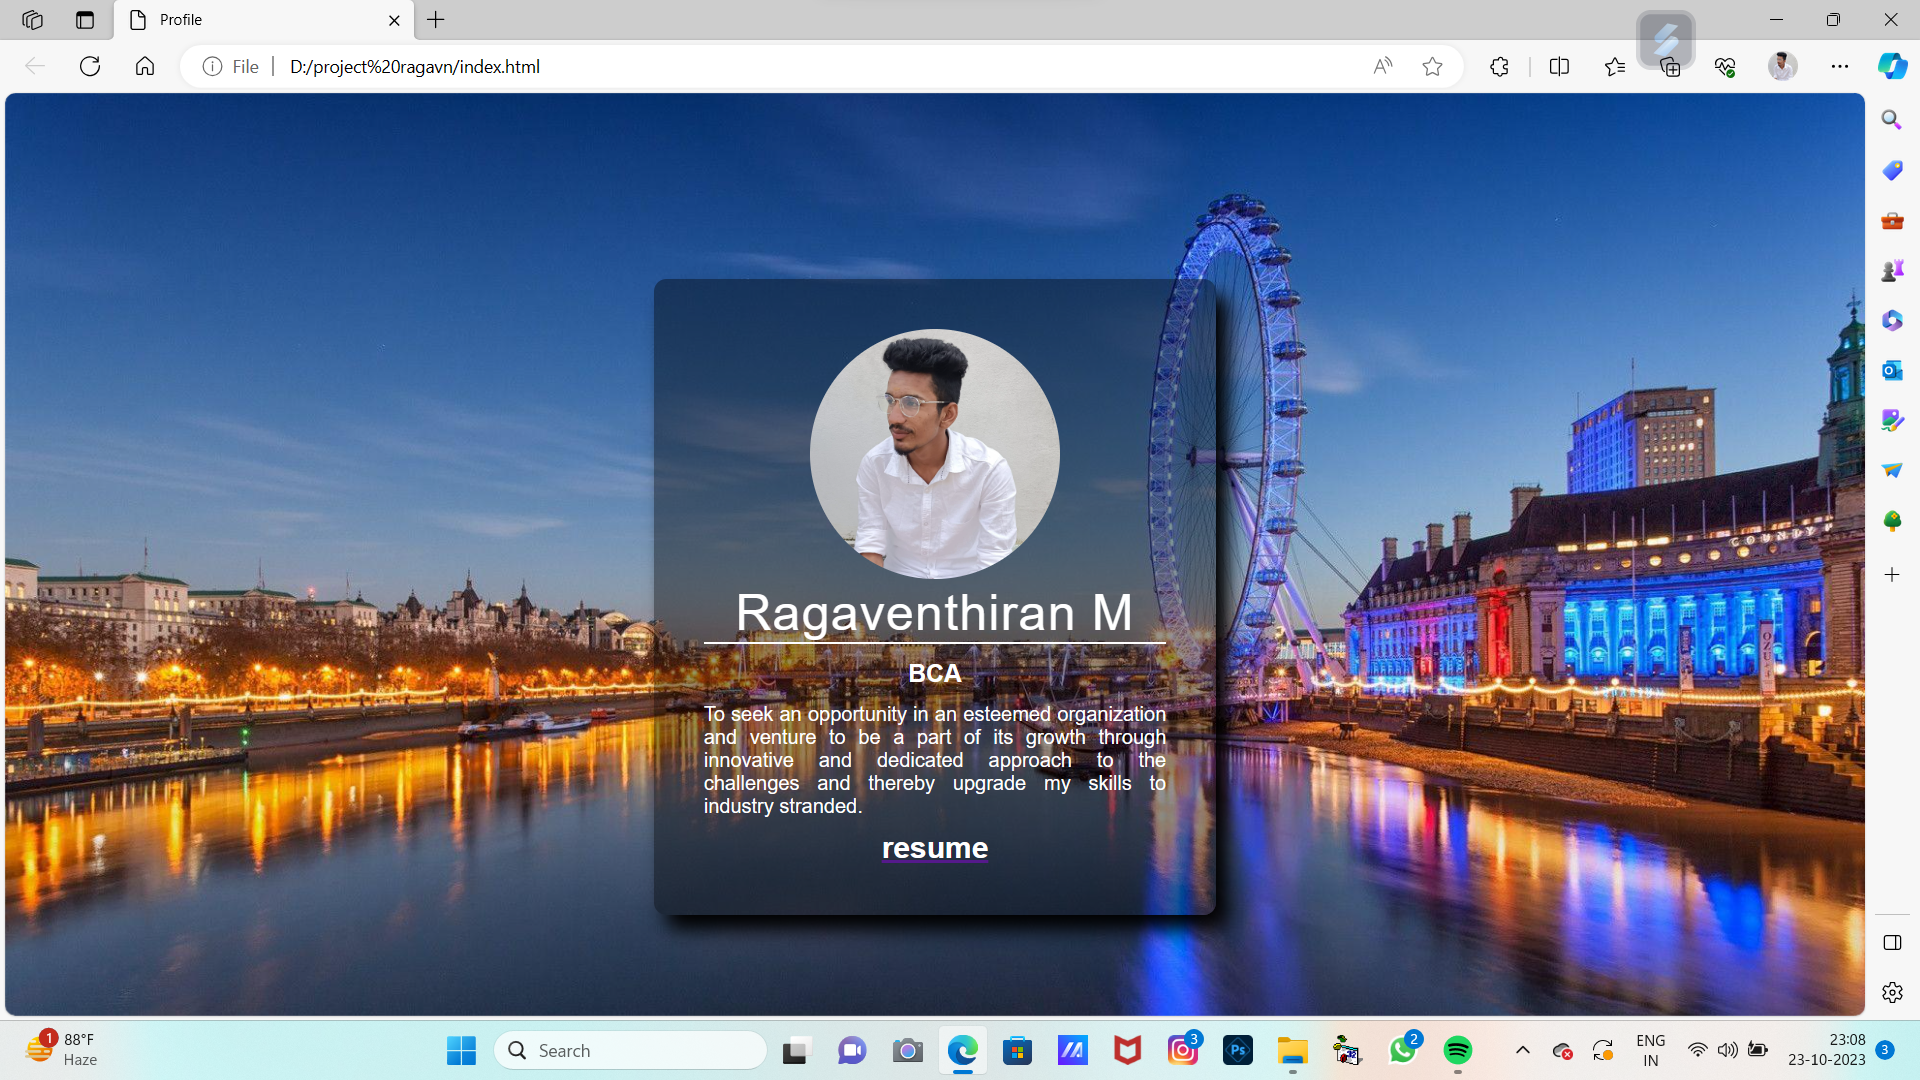 Profile
File
D:/project%20ragavn/index.html
COUNTY
Ragaventhiran M
BCA
To seek an opportunity in an esteemed organization
and venture to be a part of its growth through
innovative and dedicated approach to the
challenges and thereby upgrade my skills to
industry stranded.
resume
1
88°F
Haze
Search
Ps
3
2
ENG
IN
23:08
23-10-2023
3